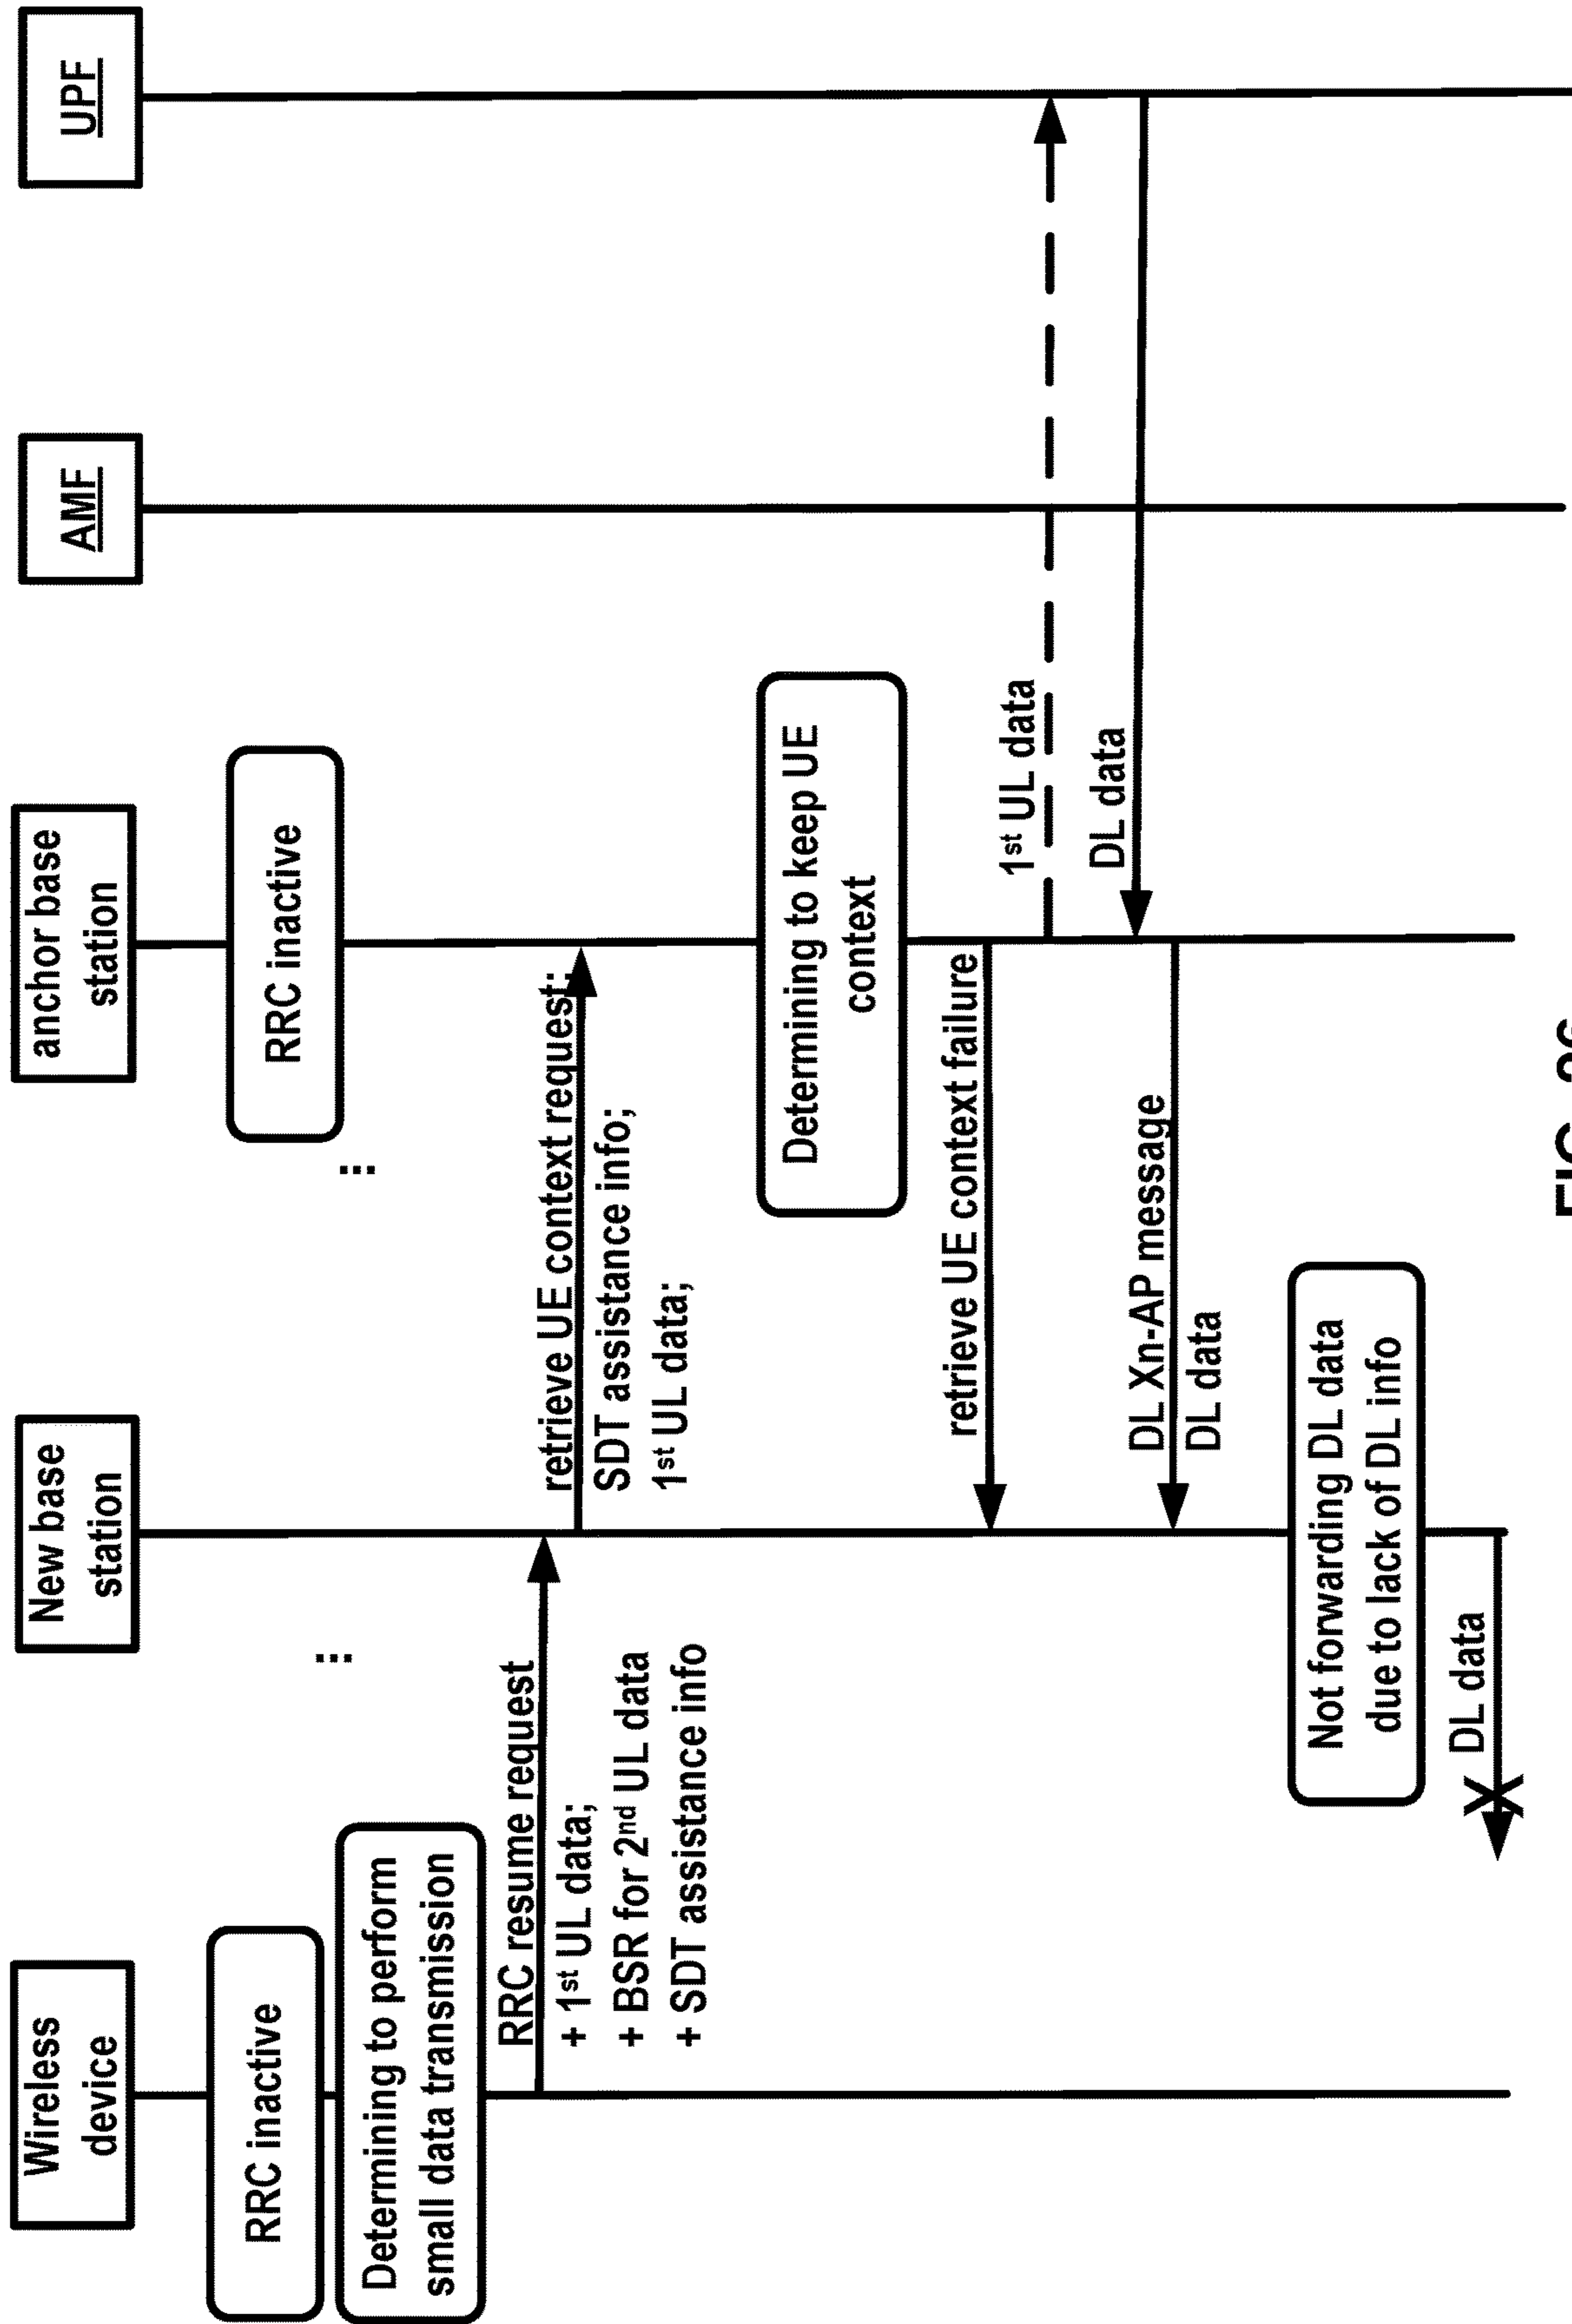 Wireless
device
New base
station
anchor base
station
AMF
UPF
RRC inactive
RRC inactive
...
...
Determining to perform
small data transmission
RRC resume request
+ 1st UL data;
+ BSR for 2nd UL data
+ SDT assistance info
retrieve UE context request:
SDT assistance info;
1st UL data;
Determining to keep UE
context
retrieve UE context failure
1st UL data
DL data
DL Xn-AP message
DL data
Not forwarding DL data
due to lack of DL info
X DL data
FIG.